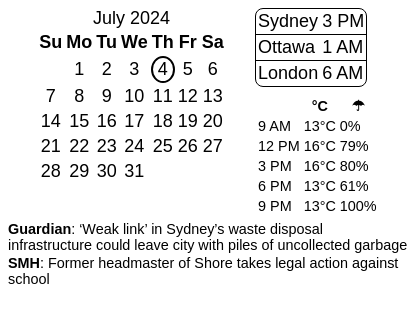 July 2024
Su Mo Tu We Th Fr Sa
1 2 3 4 5 6
7 8 9 10 11 12 13
14 15 16 17 18 19 20
21 22 23 24 25 26 27
28 29 30 31
Sydney 3 PM
Ottawa 1 AM
London 6 AM
°C ☂
9 AM 13°C 0%
12 PM 16°C 79%
3 PM 16°C 80%
6 PM 13°C 61%
9 PM 13°C 100%
Guardian: ‘Weak link’ in Sydney’s waste disposal
infrastructure could leave city with piles of uncollected garbage
SMH: Former headmaster of Shore takes legal action against
school